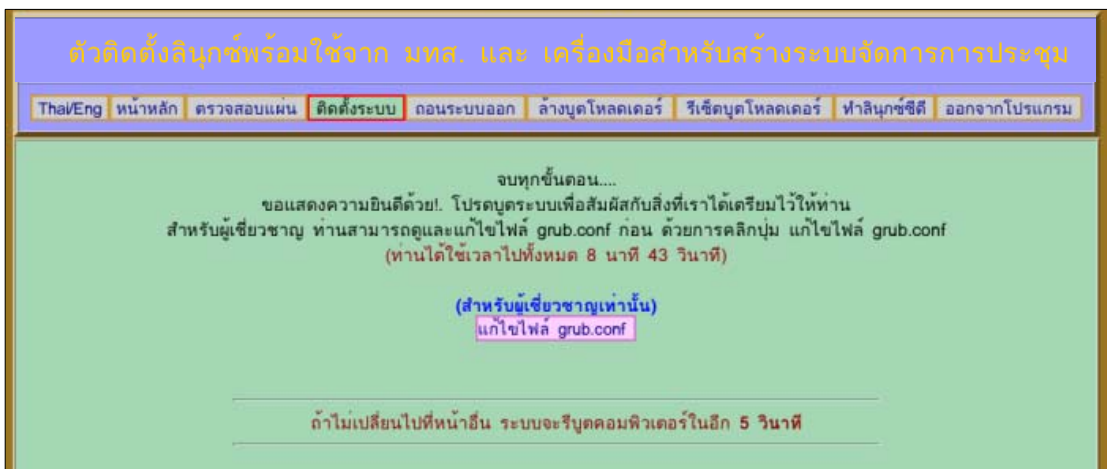 ตัวติดตั้งลินุกซ์พร้อมใช้จาก มทส. และ เครื่องมือสำหรับสร้างระบบจัดการการประชุม
Thai/Eng หน้าหลัก ตรวจสอบแผ่น ติดตั้งระบบ ถอนระบบออก ล้างบูตโหลดเดอร์ รีเซ็ตบูตโหลดเดอร์ ทำลินุกซ์ซีดี ออกจากโปรแกรม
จบทุกขั้นตอน....
ขอแสดงความยินดีด้วย!. โปรดบูตระบบเพื่อสัมผัสกับสิ่งที่เราได้เตรียมไว้ให้ท่าน
สำหรับผู้เชี่ยวชาญ ท่านสามารถดูและแก้ไขไฟล์ grub.conf ก่อน ด้วยการคลิกปุ่ม แก้ไขไฟล์ grub.conf
(ท่านได้ใช้เวลาไปทั้งหมด 8 นาที 43 วินาที)
(สำหรับผู้เชี่ยวชาญเท่านั้น)
แก้ไขไฟล์ grub.conf
ถ้าไม่เปลี่ยนไปที่หน้าอื่น ระบบจะรีบูตคอมพิวเตอร์ในอีก 5 วินาที